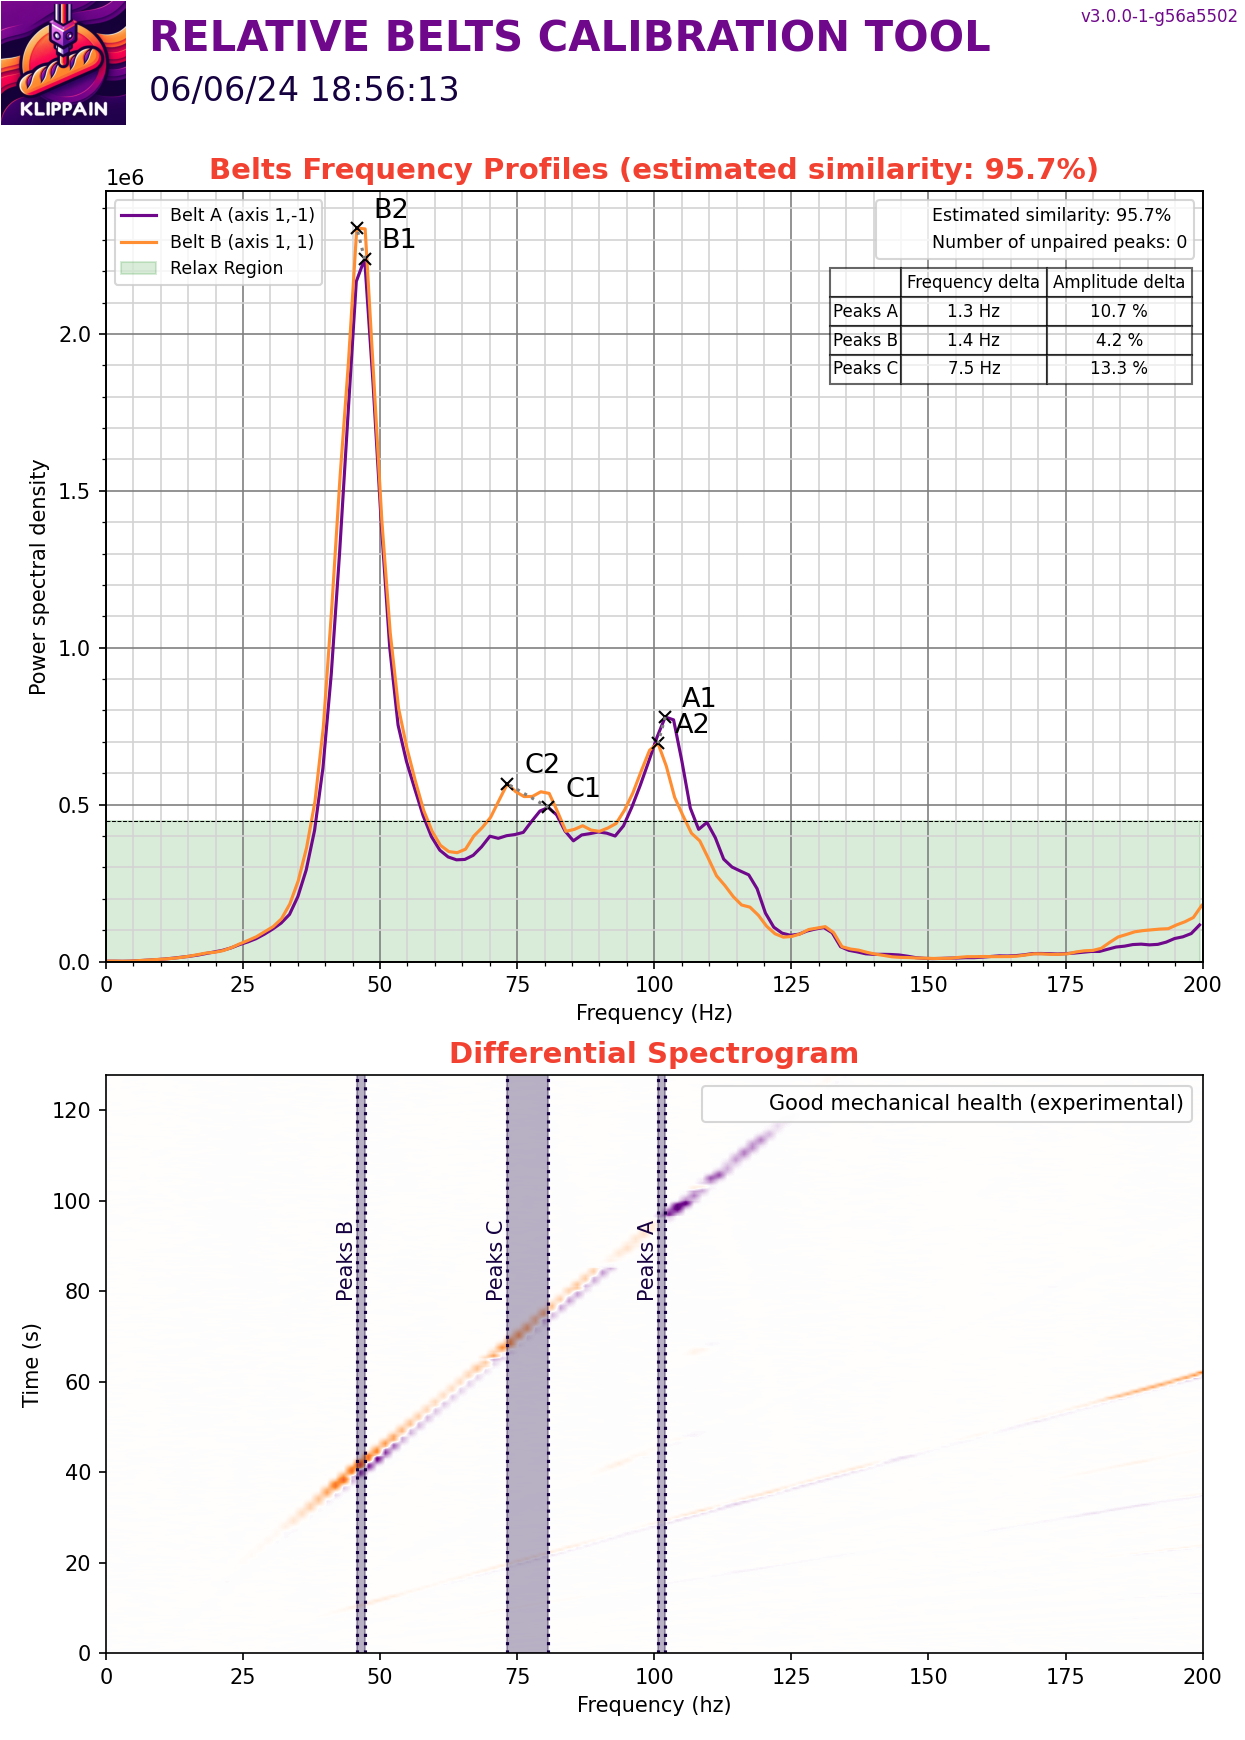 KLIPPAIN
RELATIVE BELTS CALIBRATION TOOL
v3.0.0-1-g56a5502
06/06/24 18:56:13
Belts Frequency Profiles (estimated similarity: 95.7%)
1e6
Belt A (axis 1,-1)
Belt B (axis 1, 1)
Relax Region
B2
B1
Estimated similarity: 95.7%
Number of unpaired peaks: 0
Frequency delta Amplitude delta
Peaks A 1.3 Hz 10.7 %
Peaks B 1.4 Hz 4.2 %
Peaks C 7.5 Hz 13.3 %
A1
A2
C2
C1
Power spectral density
2.0
1.5
1.0
0.5
0.0
0 25 50 75 100 125 150 175 200
Frequency (Hz)
Differential Spectrogram
Good mechanical health (experimental)
Peaks B
Peaks C
Peaks A
Time (s)
120
100
80
60
40
20
0
0 25 50 75 100 125 150 175 200
Frequency (hz)